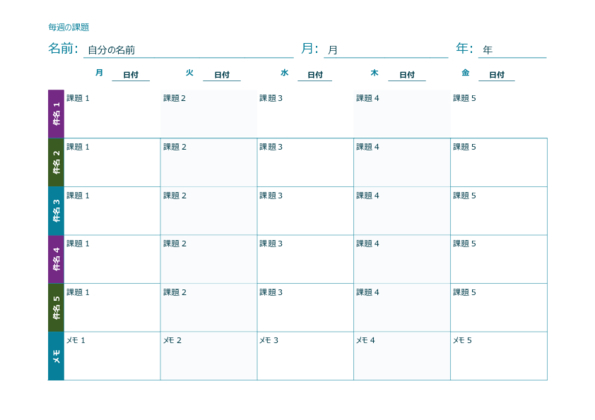 毎週の課題
名前: 自分の名前 月: 月 年: 年
月 日付 火 日付 水 日付 木 日付 金 日付
件名 1 課題 1 課題 2 課題 3 課題 4 課題 5
件名 2 課題 1 課題 2 課題 3 課題 4 課題 5
件名 3 課題 1 課題 2 課題 3 課題 4 課題 5
件名 4 課題 1 課題 2 課題 3 課題 4 課題 5
件名 5 課題 1 課題 2 課題 3 課題 4 課題 5
メモ メモ 1 メモ 2 メモ 3 メモ 4 メモ 5